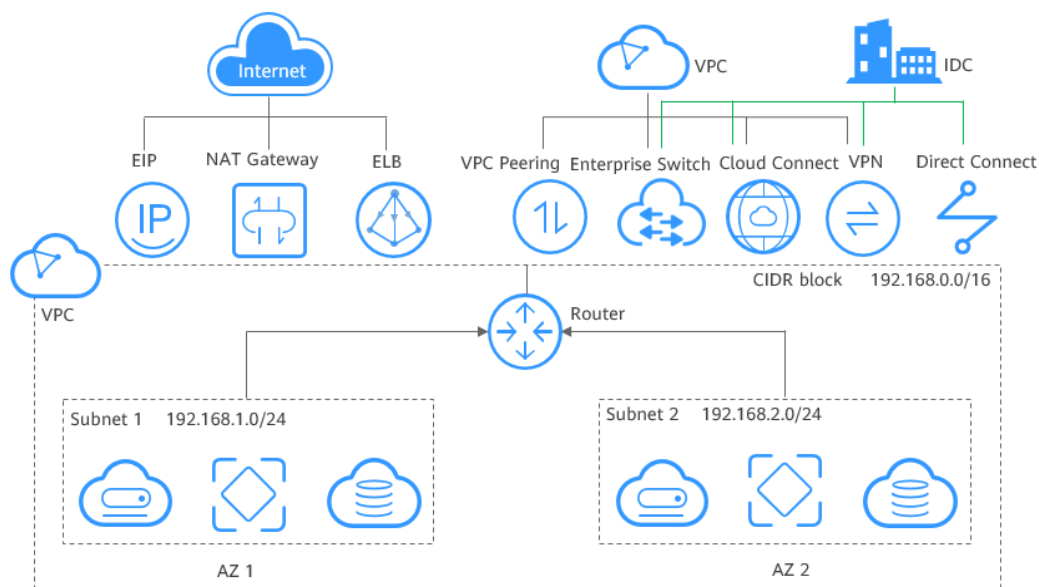 Internet
VPC
IDC
EIP
NAT Gateway
ELB
VPC Peering
Enterprise Switch
Cloud Connect
VPN
Direct Connect
IP
VPC
CIDR block 192.168.0.0/16
Router
Subnet 1 192.168.1.0/24
Subnet 2 192.168.2.0/24
AZ 1
AZ 2